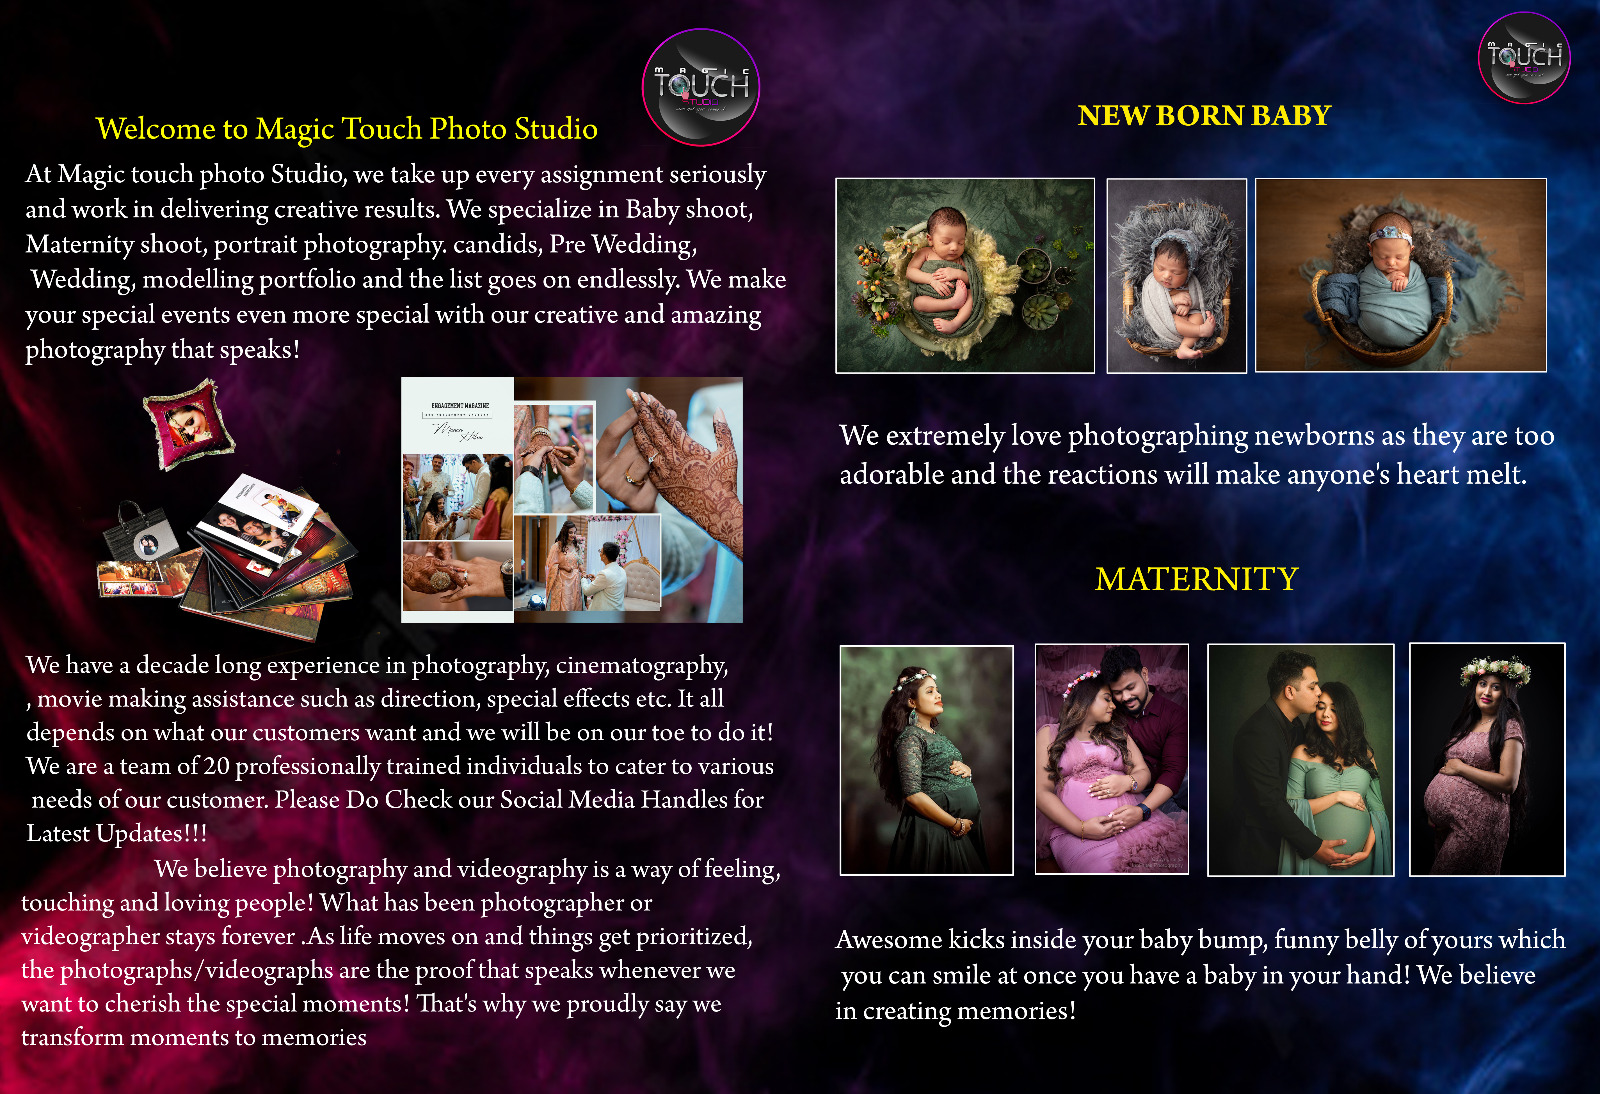 MAGIC
TOUCH
STUDIO
Welcome to Magic Touch Photo Studio
At Magic touch photo Studio, we take up every assignment seriously
and work in delivering creative results. We specialize in Baby shoot,
Maternity shoot, portrait photography. candids, Pre Wedding,
Wedding, modelling portfolio and the list goes on endlessly. We make
your special events even more special with our creative and amazing
photography that speaks!
ENGAGEMENT MAGAZINE
We have a decade long experience in photography, cinematography,
, movie making assistance such as direction, special effects etc. It all
depends on what our customers want and we will be on our toe to do it!
We are a team of 20 professionally trained individuals to cater to various
needs of our customer. Please Do Check our Social Media Handles for
Latest Updates!!!
We believe photography and videography is a way of feeling,
touching and loving people! What has been photographer or
videographer stays forever .As life moves on and things get prioritized,
the photographs/videographs are the proof that speaks whenever we
want to cherish the special moments! That's why we proudly say we
transform moments to memories
MAGIC
TOUCH
STUDIO
NEW BORN BABY
We extremely love photographing newborns as they are too
adorable and the reactions will make anyone's heart melt.
MATERNITY
Awesome kicks inside your baby bump, funny belly of yours which
you can smile at once you have a baby in your hand! We believe
in creating memories!